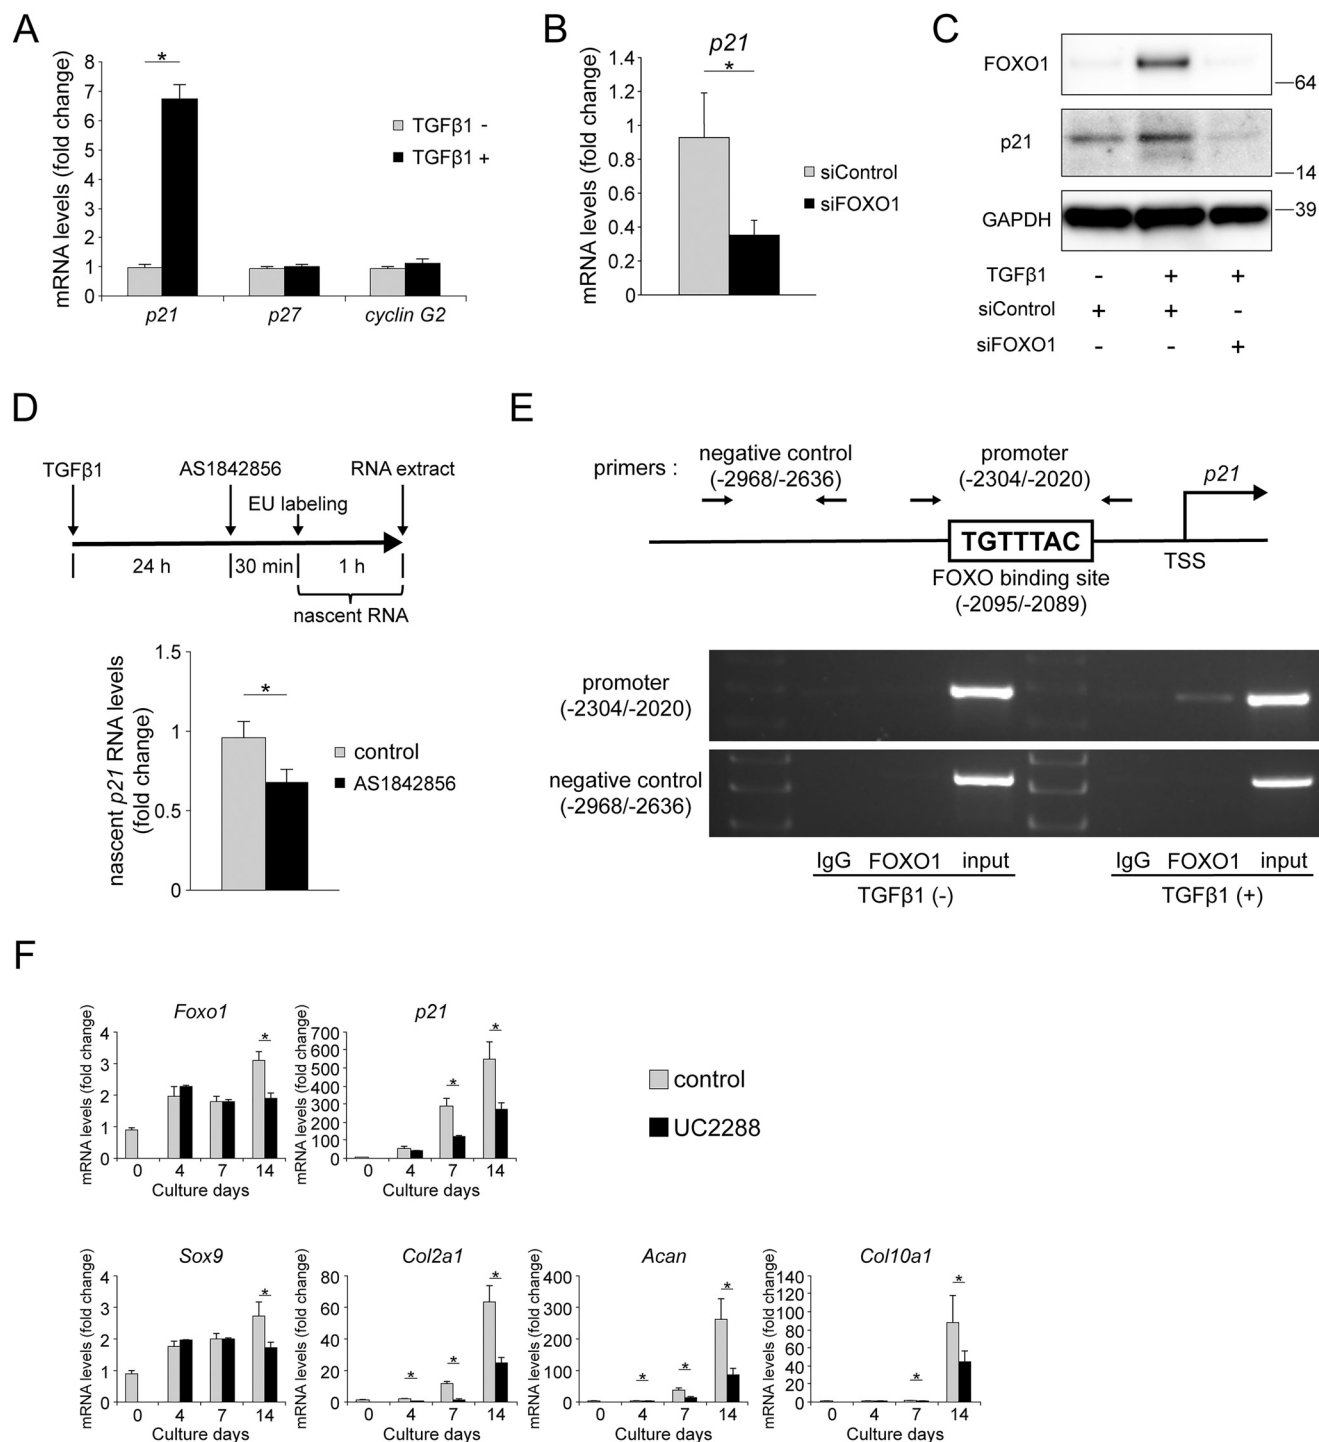 A
mRNA levels (fold change)
8
7
6
5
4
3
2
1
0
*
p21
p27
cyclin G2
TGFβ1 -
TGFβ1 +
B
p21
mRNA levels (fold change)
1.4
1.2
1
0.8
0.6
0.4
0.2
0
*
siControl
siFOXO1
C
FOXO1
64
p21
14
GAPDH
39
TGFβ1 - + +
siControl + + -
siFOXO1 - - +
D
TGFβ1
AS1842856
RNA extract
EU labeling
24 h
30 min
1 h
nascent RNA
nascent p21 RNA levels
(fold change)
1.5
1
0.5
0
*
control
AS1842856
E
primers :
negative control
(-2968/-2636)
promoter
(-2304/-2020)
p21
TGTTTAC
TSS
FOXO binding site
(-2095/-2089)
promoter
(-2304/-2020)
negative control
(-2968/-2636)
IgG FOXO1 input
TGFβ1 (-)
IgG FOXO1 input
TGFβ1 (+)
F
Foxo1
mRNA levels (fold change)
4
3
2
1
0
*
0 4 7 14
Culture days
p21
mRNA levels (fold change)
700
600
500
400
300
200
100
0
*
*
0 4 7 14
Culture days
control
UC2288
Sox9
mRNA levels (fold change)
4
3
2
1
0
*
0 4 7 14
Culture days
Col2a1
mRNA levels (fold change)
80
60
40
20
0
*
*
*
0 4 7 14
Culture days
Acan
mRNA levels (fold change)
400
300
200
100
0
*
*
*
0 4 7 14
Culture days
Col10a1
mRNA levels (fold change)
140
120
100
80
60
40
20
0
*
*
0 4 7 14
Culture days